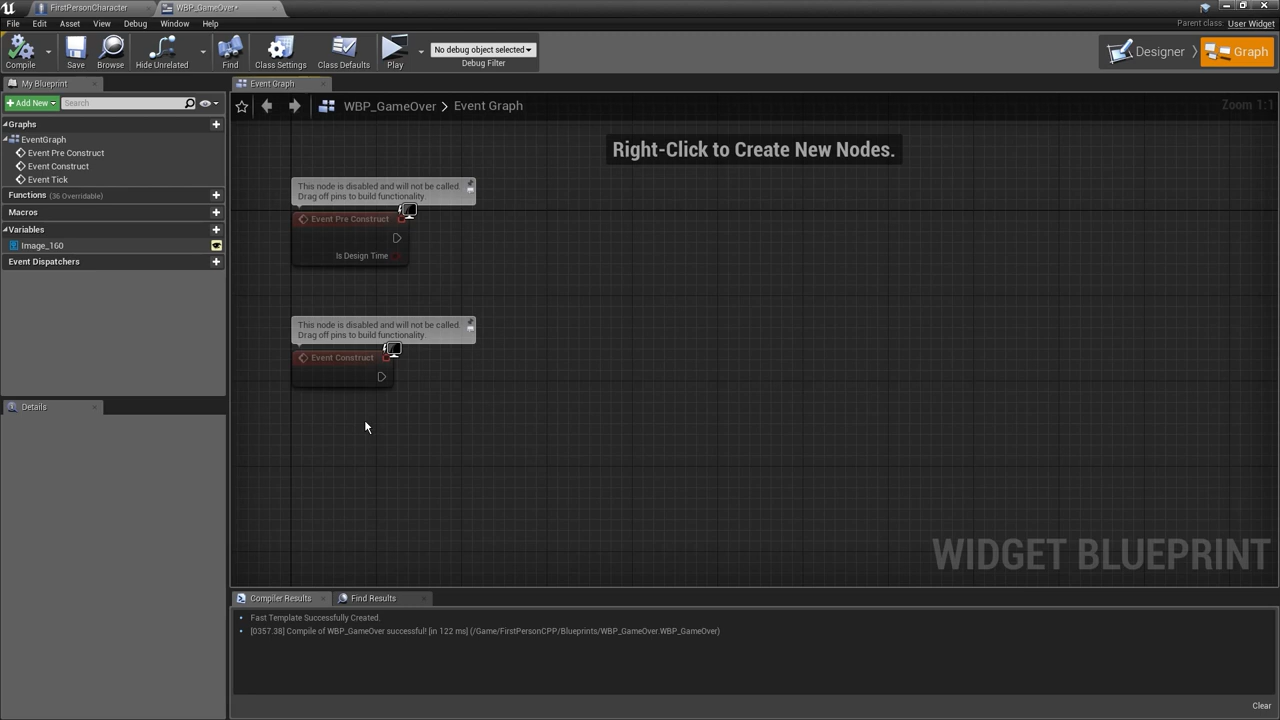 FirstPersonCharacter
WBP_GameOver*
File Edit Asset View Debug Window Help
Parent class: User Widget
Compile
Save
Browse
Hide Unrelated
Find
Class Settings
Class Defaults
Play
No debug object selected
Debug Filter
Designer
Graph
My Blueprint
Event Graph
Add New
Search
WBP_GameOver > Event Graph
Zoom 1:1
Graphs
EventGraph
Event Pre Construct
Event Construct
Event Tick
Functions (36 Overridable)
Macros
Variables
Image_160
Event Dispatchers
Right-Click to Create New Nodes.
This node is disabled and will not be called.
Drag off pins to build functionality.
Event Pre Construct
Is Design Time
This node is disabled and will not be called.
Drag off pins to build functionality.
Event Construct
Details
WIDGET BLUEPRINT
Compiler Results
Find Results
Fast Template Successfully Created.
[0357.38] Compile of WBP_GameOver successful! [in 122 ms] (/Game/FirstPersonCPP/Blueprints/WBP_GameOver.WBP_GameOver)
Clear